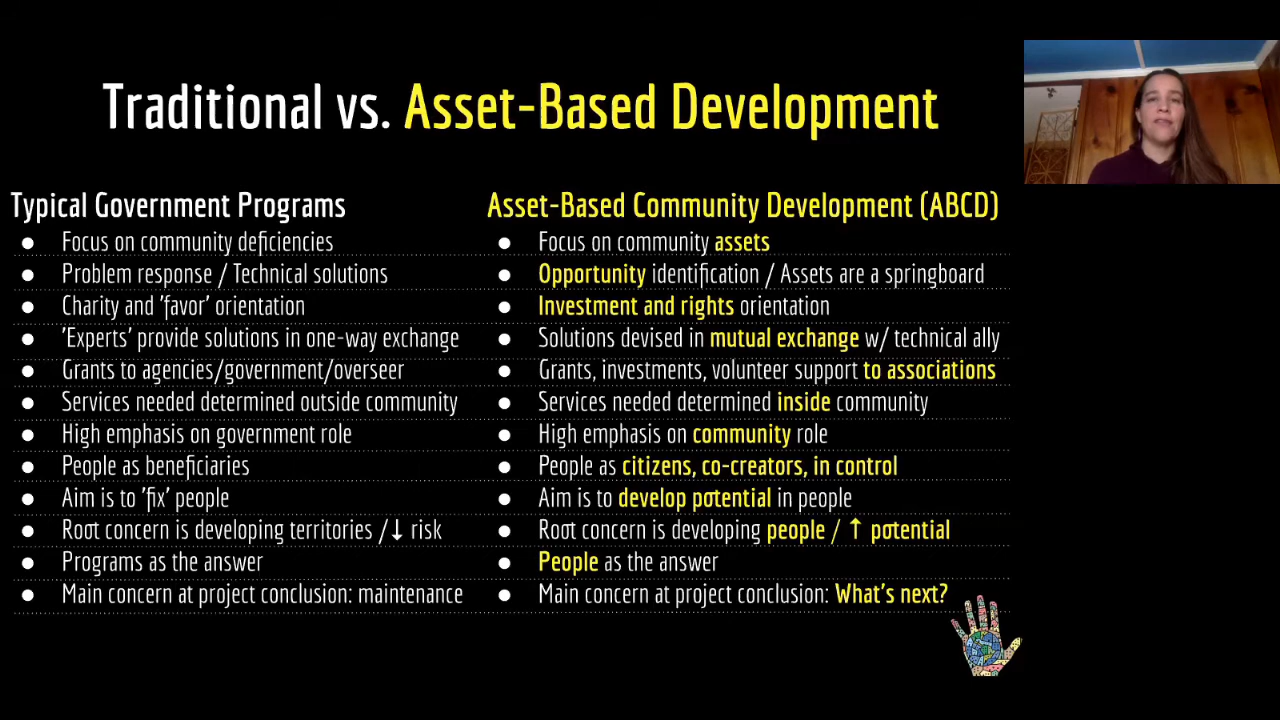 Traditional vs. Asset-Based Development
Typical Government Programs
● Focus on community deficiencies
● Problem response / Technical solutions
● Charity and 'favor' orientation
● 'Experts' provide solutions in one-way exchange
● Grants to agencies/government/overseer
● Services needed determined outside community
● High emphasis on government role
● People as beneficiaries
● Aim is to 'fix' people
● Root concern is developing territories /↓ risk
● Programs as the answer
● Main concern at project conclusion: maintenance
Asset-Based Community Development (ABCD)
● Focus on community assets
● Opportunity identification / Assets are a springboard
● Investment and rights orientation
● Solutions devised in mutual exchange w/ technical ally
● Grants, investments, volunteer support to associations
● Services needed determined inside community
● High emphasis on community role
● People as citizens, co-creators, in control
● Aim is to develop potential in people
● Root concern is developing people / ↑ potential
● People as the answer
● Main concern at project conclusion: What's next?